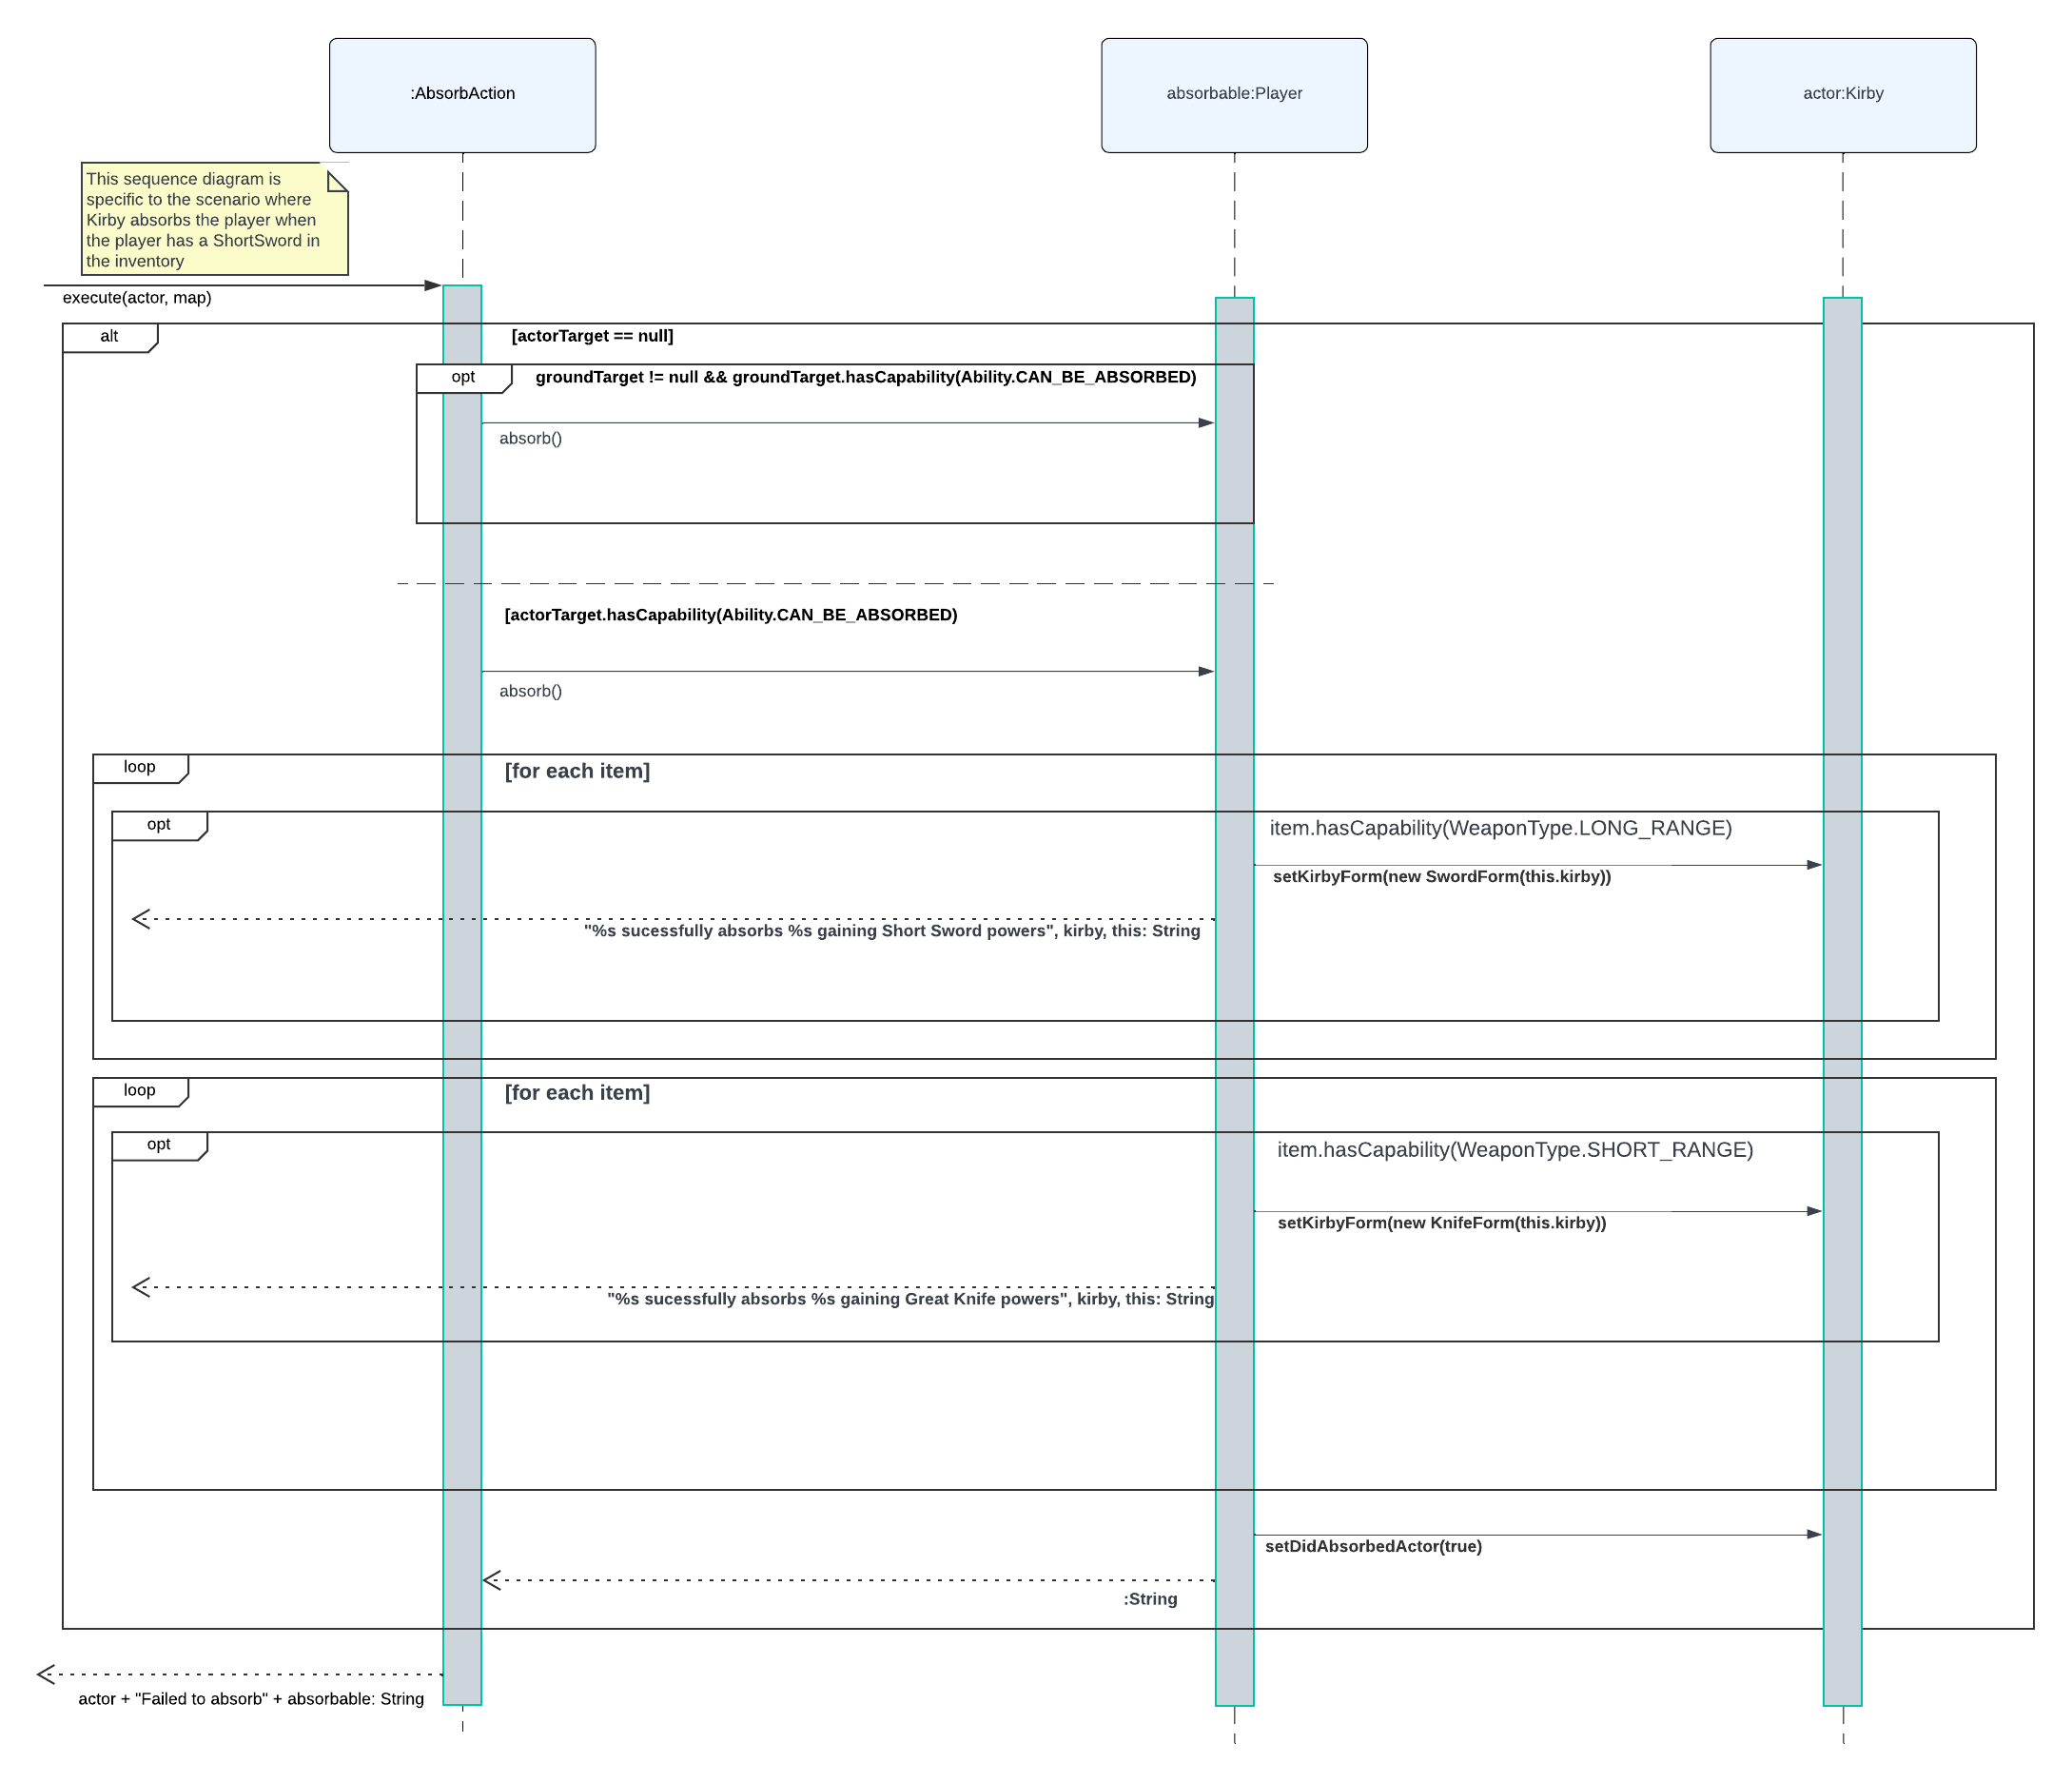 :AbsorbAction
absorbable:Player
actor:Kirby
This sequence diagram is
specific to the scenario where
Kirby absorbs the player when
the player has a ShortSword in
the inventory
execute(actor, map)
alt
[actorTarget == null]
opt
groundTarget != null && groundTarget.hasCapability(Ability.CAN_BE_ABSORBED)
absorb()
[actorTarget.hasCapability(Ability.CAN_BE_ABSORBED)
absorb()
loop
[for each item]
opt
item.hasCapability(WeaponType.LONG_RANGE)
setKirbyForm(new SwordForm(this.kirby))
"%s sucessfully absorbs %s gaining Short Sword powers", kirby, this: String
loop
[for each item]
opt
item.hasCapability(WeaponType.SHORT_RANGE)
setKirbyForm(new KnifeForm(this.kirby))
"%s sucessfully absorbs %s gaining Great Knife powers", kirby, this: String
setDidAbsorbedActor(true)
:String
actor + "Failed to absorb" + absorbable: String